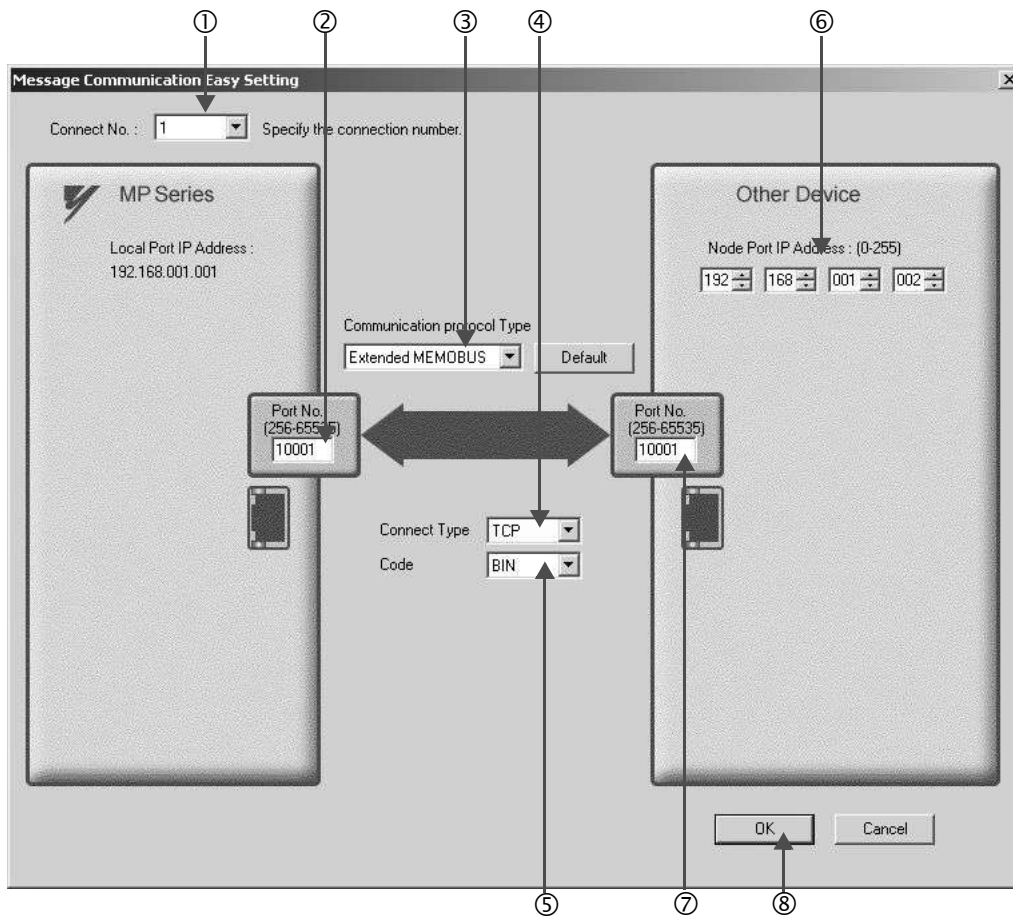 ① ② ③ ④ ⑥
Message Communication Easy Setting
Connect No. : 1 Specify the connection number.
MP Series
Local Port IP Address :
192.168.001.001
Other Device
Node Port IP Address : (0-255)
192 168 001 002
Communication protocol Type
Extended MEMOBUS Default
Port No.
(256-65535)
10001
Port No.
(256-65535)
10001
Connect Type TCP
Code BIN
OK Cancel
⑤ ⑦ ⑧